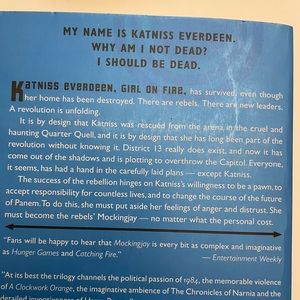 MY NAME IS KATNISS EVERDEEN.
WHY AM I NOT DEAD?
I SHOULD BE DEAD.
KATNISS EVERDEEN, GIRL ON FIRE, has survived, even though
her home has been destroyed. There are rebels. There are new leaders.
A revolution is unfolding.
It is by design that Katniss was rescued from the arena in the cruel and
haunting Quarter Quell, and it is by design that she has long been part of the
revolution without knowing it. District 13 really does exist, and now it has
come out of the shadows and is plotting to overthrow the Capitol. Everyone,
it seems, has had a hand in the carefully laid plans — except Katniss.
The success of the rebellion hinges on Katniss's willingness to be a pawn, to
accept responsibility for countless lives, and to change the course of the future
of Panem. To do this, she must put aside her feelings of anger and distrust. She
must become the rebels' Mockingjay — no matter what the personal cost.
"Fans will be happy to hear that Mockingjay is every bit as complex and imaginative
as Hunger Games and Catching Fire."
— Entertainment Weekly
"At its best the trilogy channels the political passion of 1984, the memorable violence
of A Clockwork Orange, the imaginative ambience of The Chronicles of Narnia and the
detailed inventiveness of